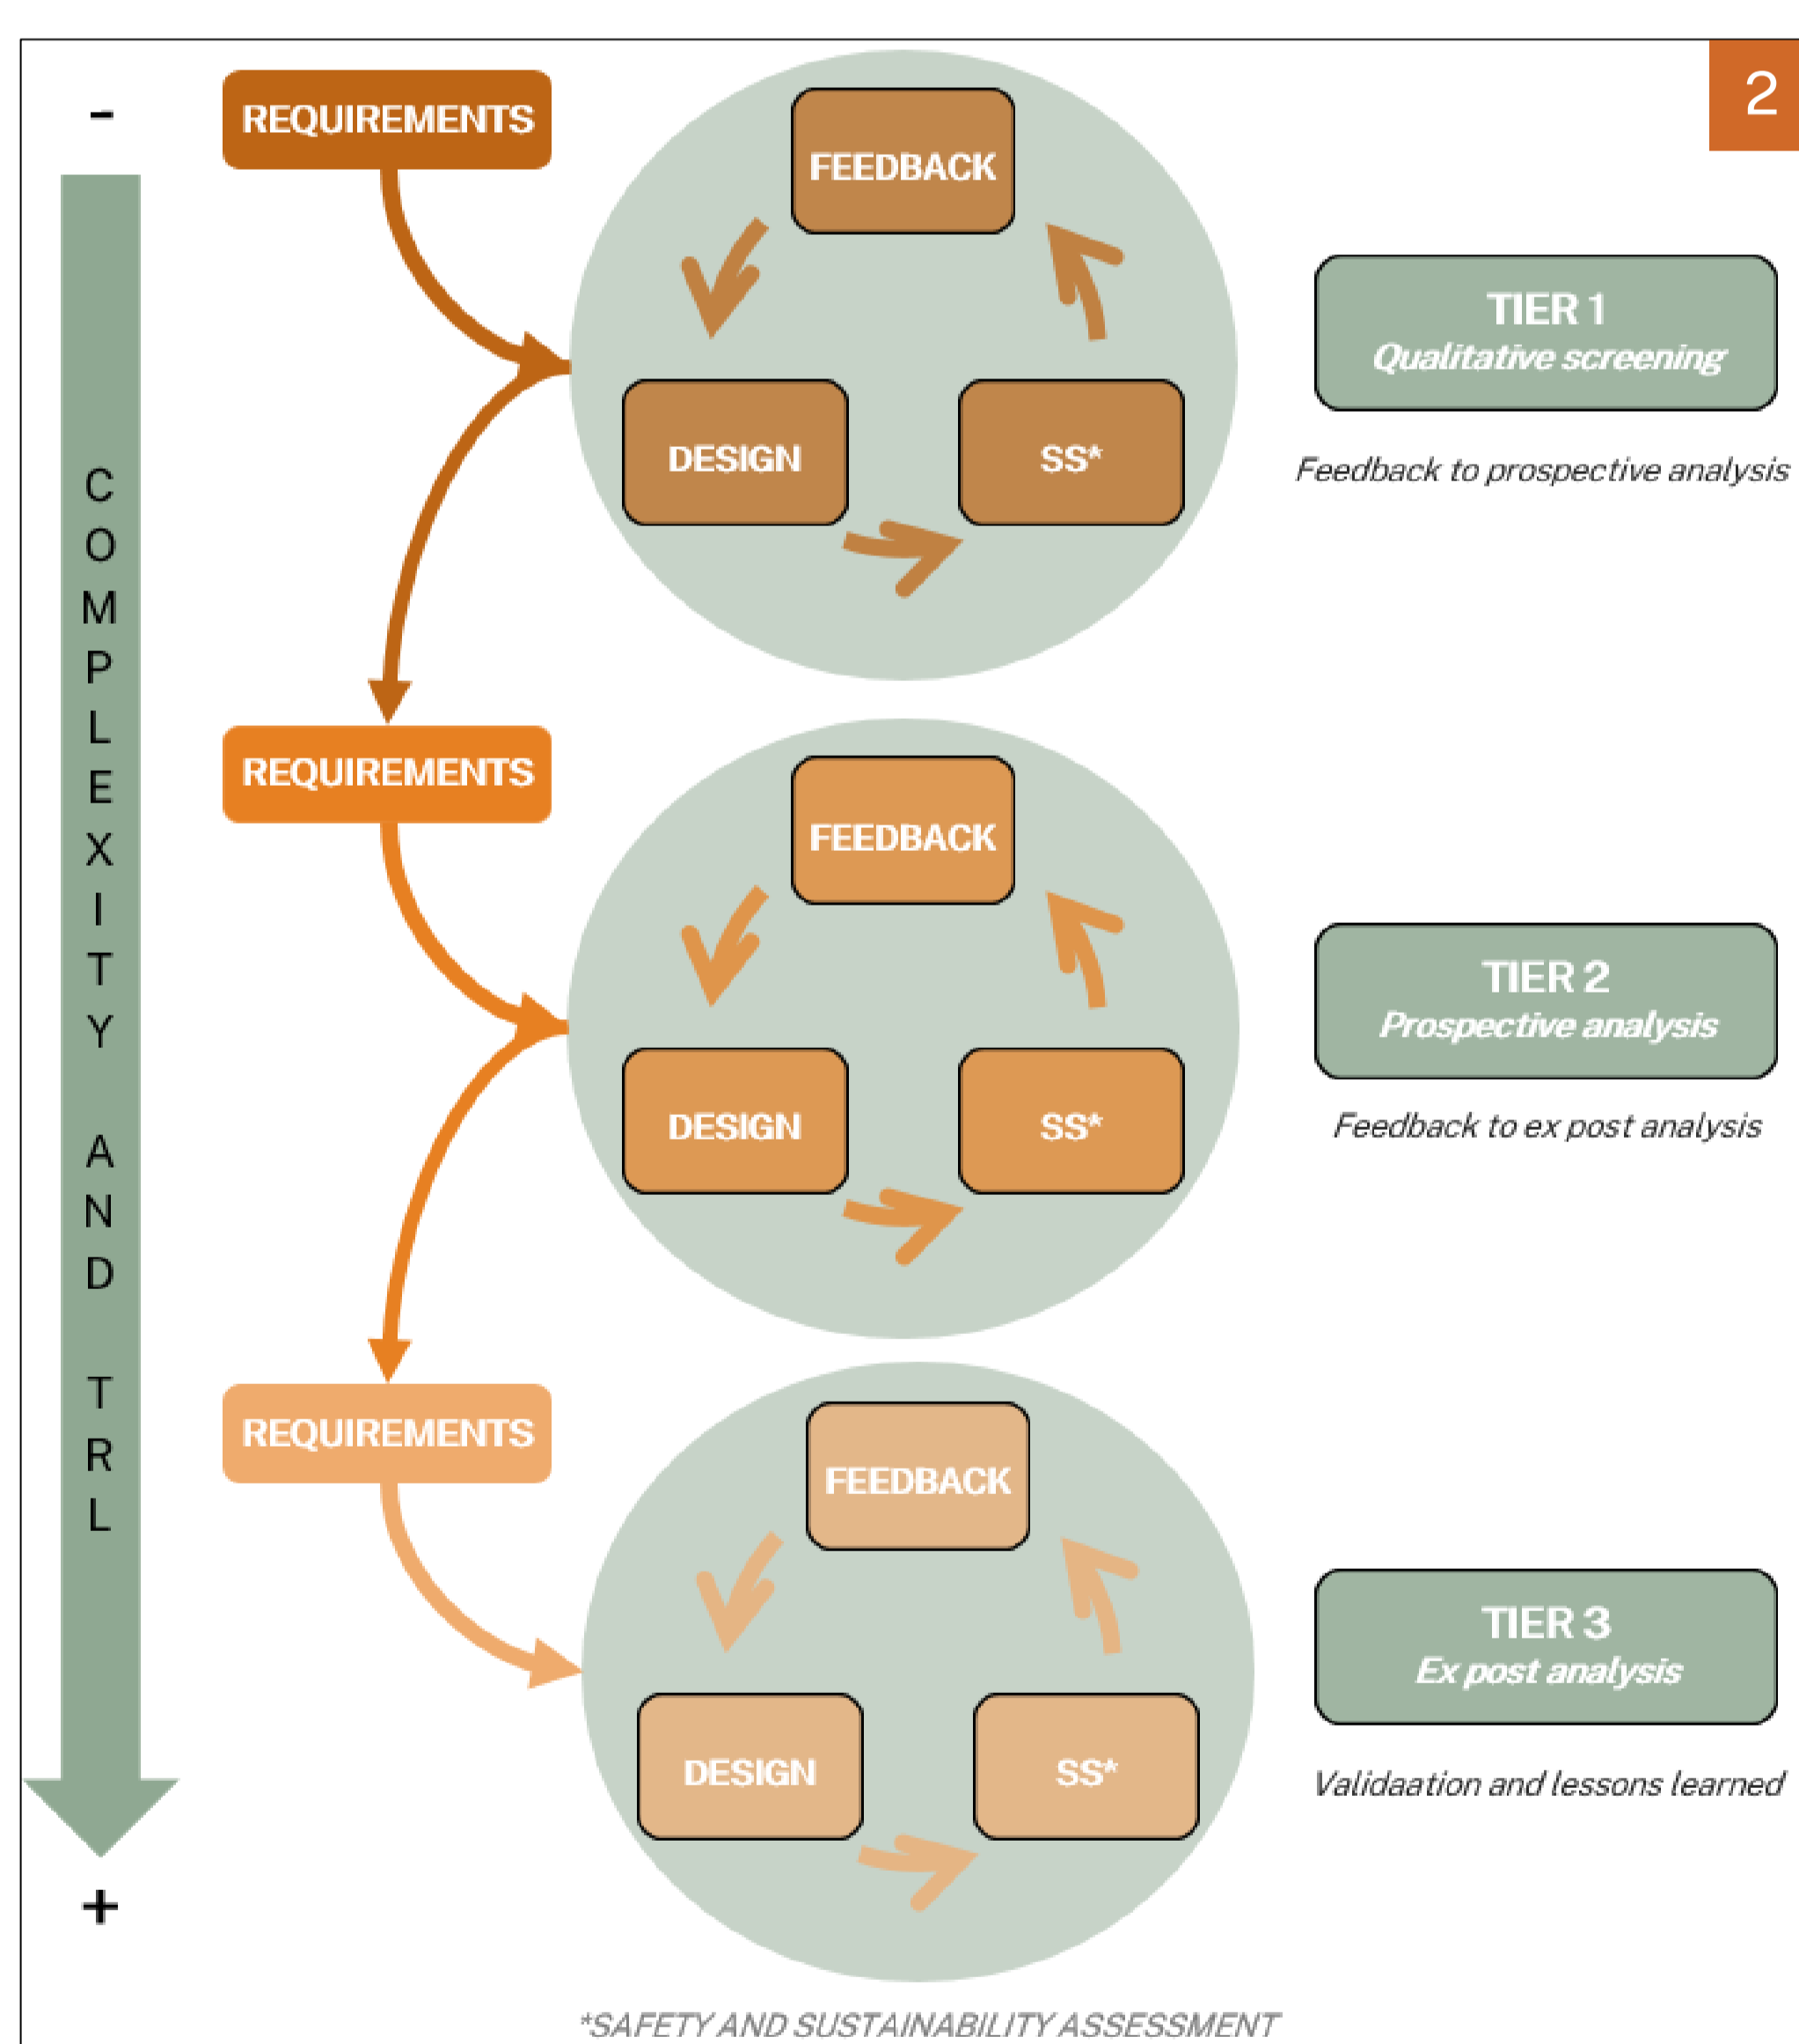 2
-
COMPLEXITY AND TRL
+
REQUIREMENTS
FEEDBACK
DESIGN
SS*
TIER 1
Qualitative screening
Feedback to prospective analysis
REQUIREMENTS
FEEDBACK
DESIGN
SS*
TIER 2
Prospective analysis
Feedback to ex post analysis
REQUIREMENTS
FEEDBACK
DESIGN
SS*
TIER 3
Ex post analysis
Validaation and lessons learned
*SAFETY AND SUSTAINABILITY ASSESSMENT